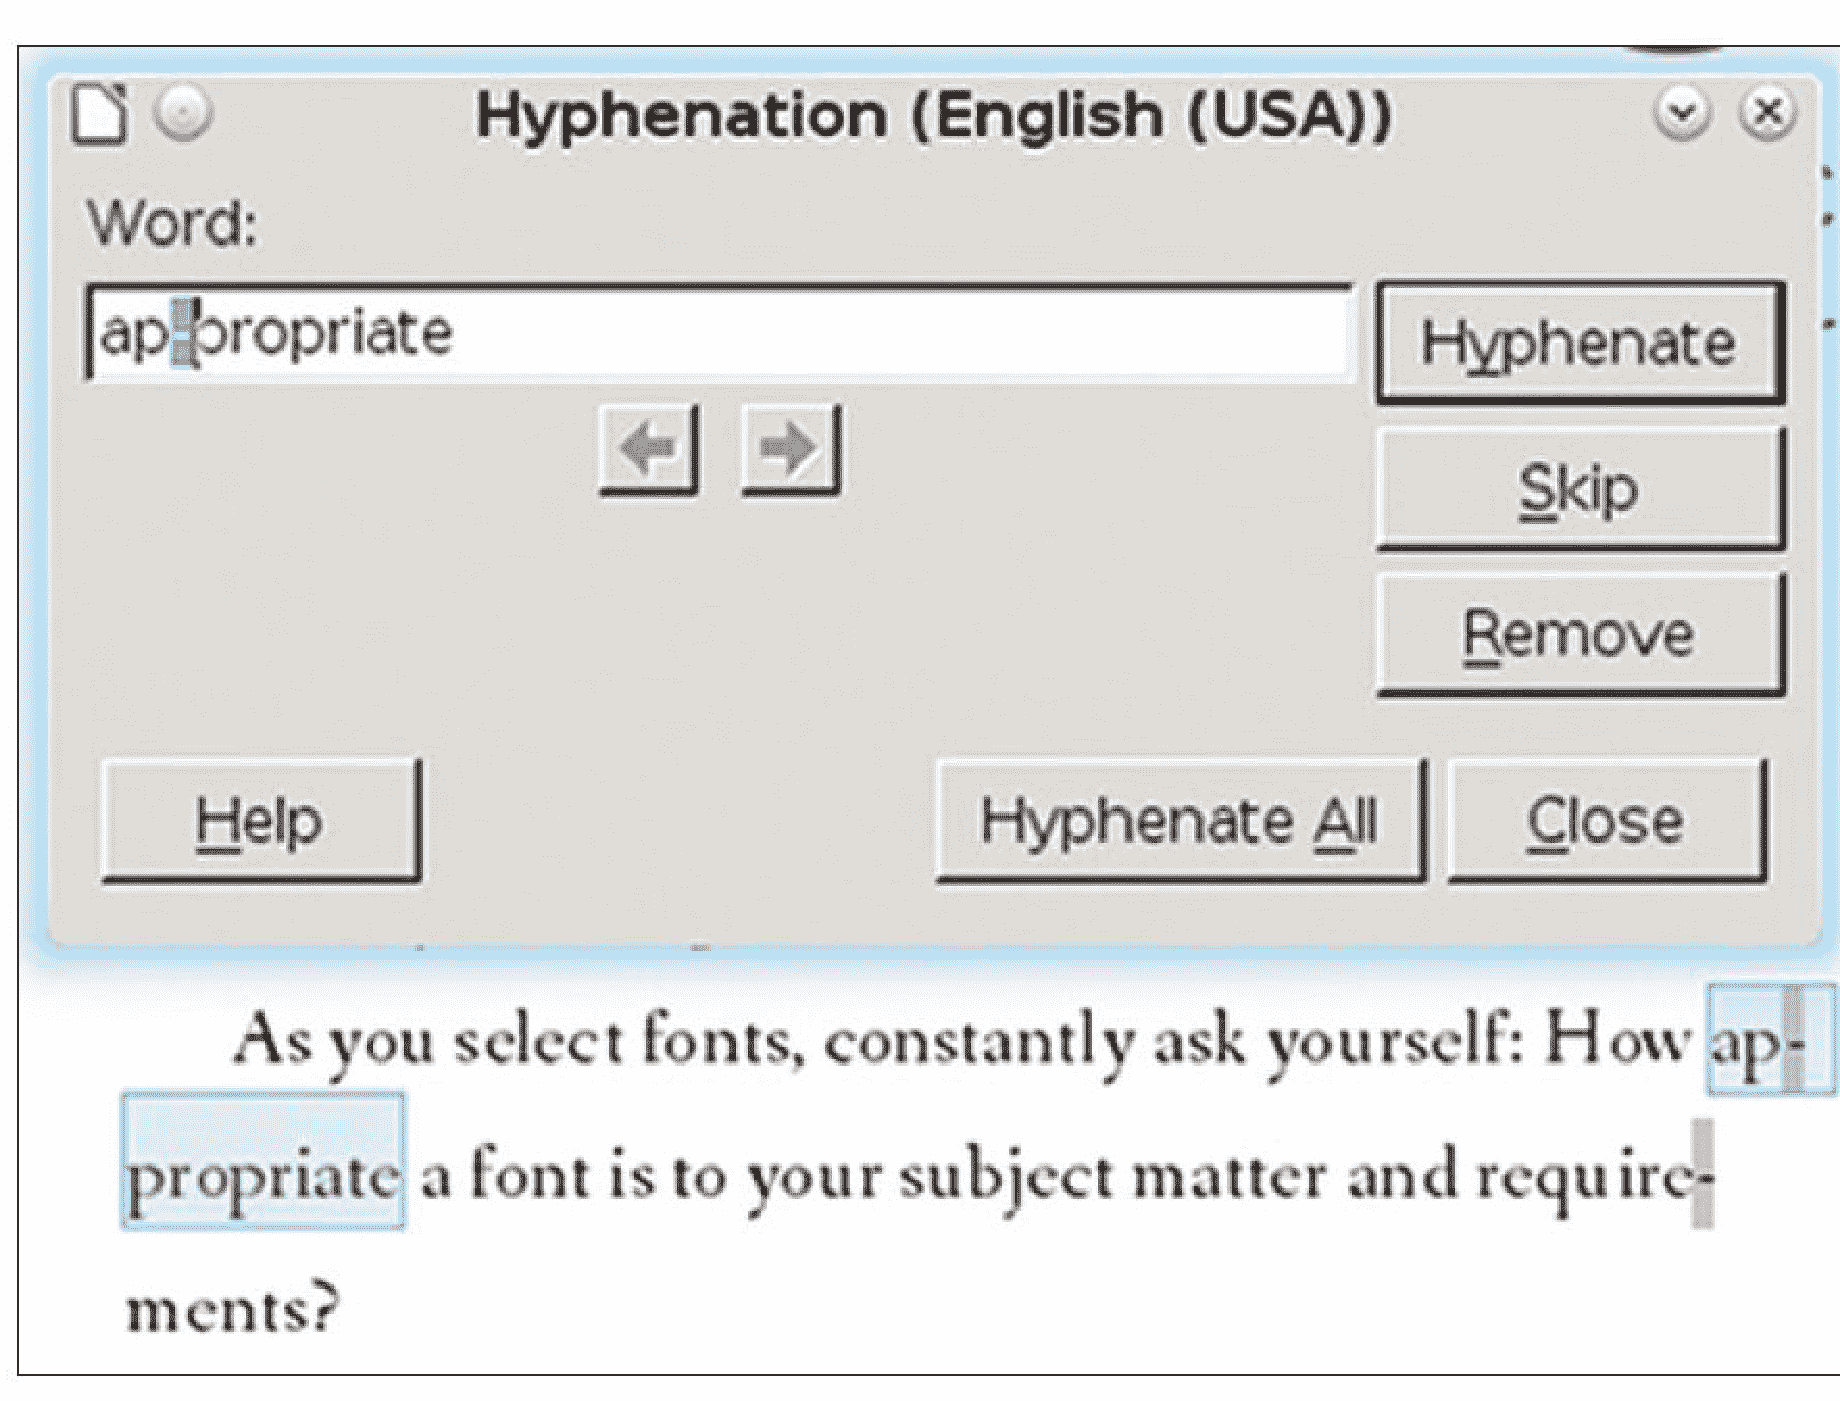 Hyphenation (English (USA))
Word:
ap-propriate
Hyphenate
Skip
Remove
Help
Hyphenate All
Close
As you select fonts, constantly ask yourself: How ap-
propriate a font is to your subject matter and require-
ments?